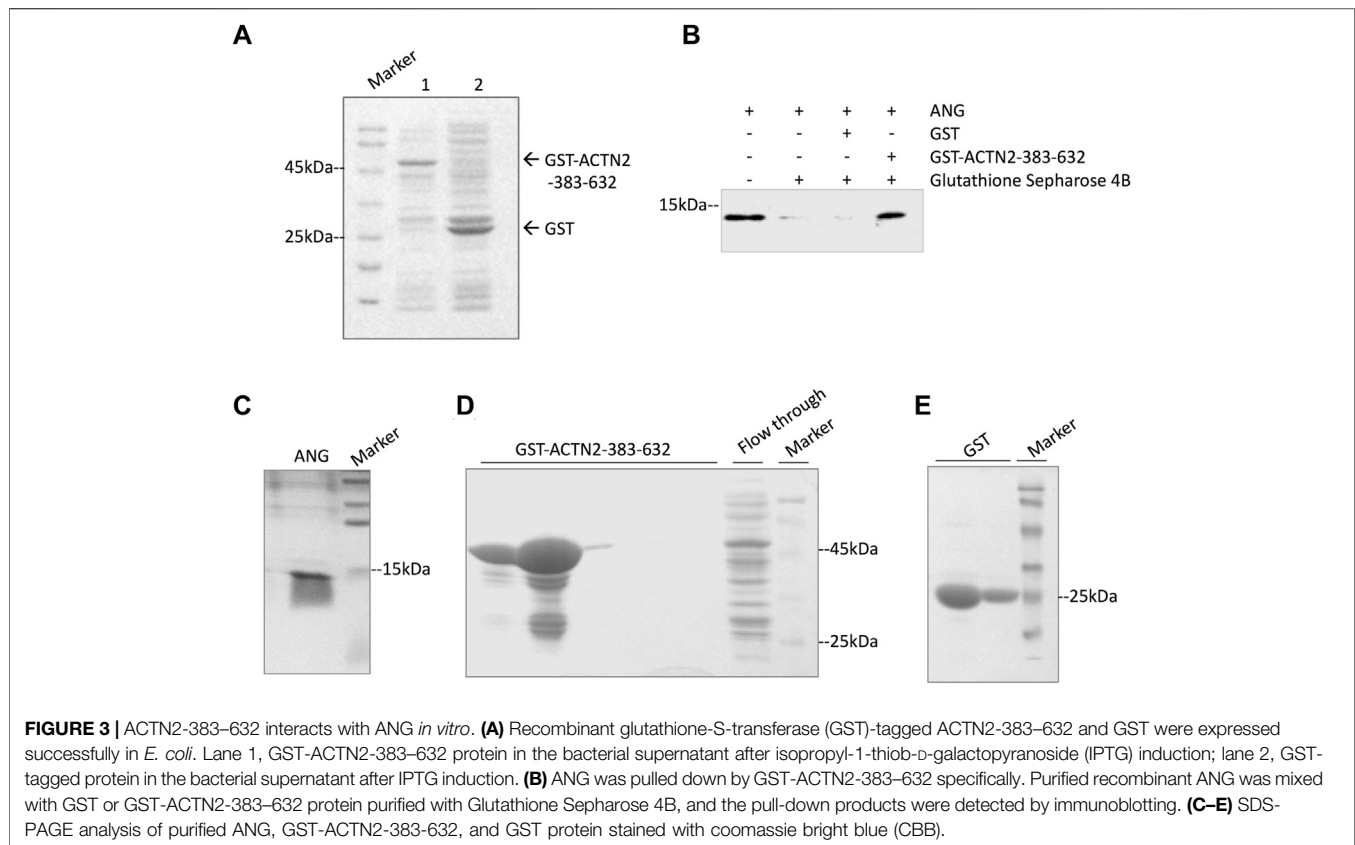 A
Marker
1 2
45kDa--
25kDa--
← GST-ACTN2
-383-632
← GST
B
+ + + + ANG
- - + - GST
- - - + GST-ACTN2-383-632
- + + + Glutathione Sepharose 4B
15kDa--
C
ANG
Marker
--15kDa
D
GST-ACTN2-383-632
Flow through
Marker
--45kDa
--25kDa
E
GST
Marker
--25kDa
FIGURE 3 | ACTN2-383–632 interacts with ANG in vitro. (A) Recombinant glutathione-S-transferase (GST)-tagged ACTN2-383–632 and GST were expressed
successfully in E. coli. Lane 1, GST-ACTN2-383–632 protein in the bacterial supernatant after isopropyl-1-thiob-D-galactopyranoside (IPTG) induction; lane 2, GST-
tagged protein in the bacterial supernatant after IPTG induction. (B) ANG was pulled down by GST-ACTN2-383–632 specifically. Purified recombinant ANG was mixed
with GST or GST-ACTN2-383–632 protein purified with Glutathione Sepharose 4B, and the pull-down products were detected by immunoblotting. (C–E) SDS-
PAGE analysis of purified ANG, GST-ACTN2-383-632, and GST protein stained with coomassie bright blue (CBB).